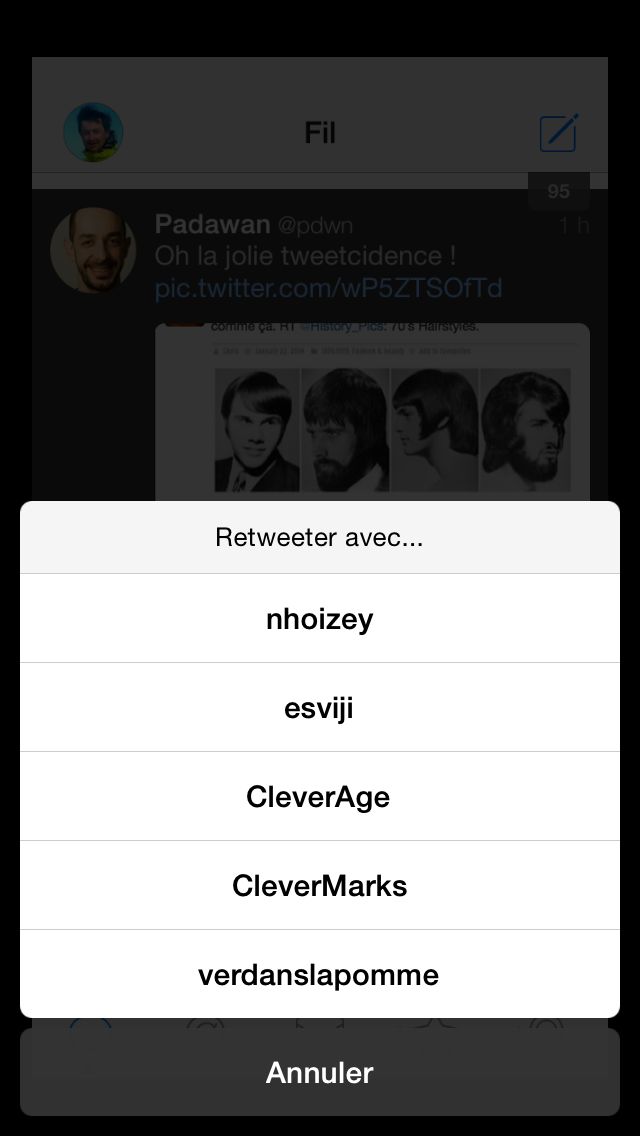 Fil
95
Padawan @pdwn 1 h
Oh la jolie tweetcidence !
pic.twitter.com/wP5ZTSOfTd
comme ça. RT @History_Pics: 70's Hairstyles.
Retweeter avec...
nhoizey
esviji
CleverAge
CleverMarks
verdanslapomme
Annuler